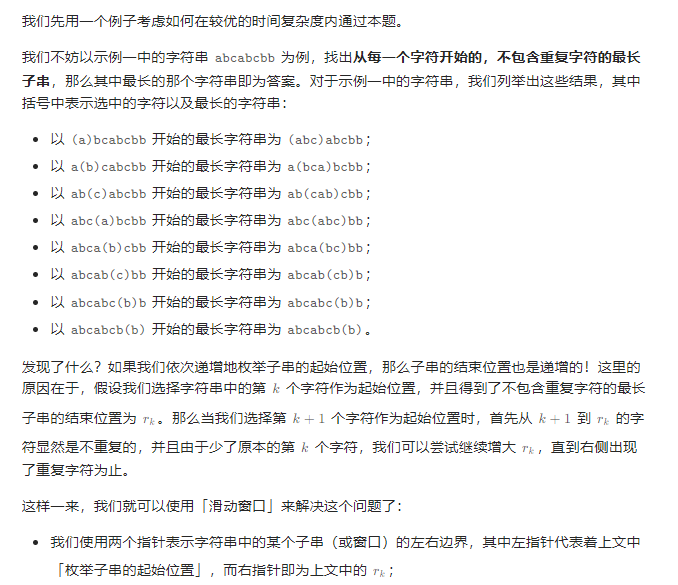 我们先用一个例子考虑如何在较优的时间复杂度内通过本题。
我们不妨以示例一中的字符串 abcabcbb 为例，找出从每一个字符开始的，不包含重复字符的最长
子串，那么其中最长的那个字符串即为答案。对于示例一中的字符串，我们列举出这些结果，其中
括号中表示选中的字符以及最长的字符串：
• 以 (a)bcabcbb 开始的最长字符串为 (abc)abcbb；
• 以 a(b)cabcbb 开始的最长字符串为 a(bca)bcbb；
• 以 ab(c)abcbb 开始的最长字符串为 ab(cab)cbb；
• 以 abc(a)bcbb 开始的最长字符串为 abc(abc)bb；
• 以 abca(b)cbb 开始的最长字符串为 abca(bc)bb；
• 以 abcab(c)bb 开始的最长字符串为 abcab(cb)b；
• 以 abcabc(b)b 开始的最长字符串为 abcabc(b)b；
• 以 abcabcb(b) 开始的最长字符串为 abcabcb(b)。
发现了什么？如果我们依次递增地枚举子串的起始位置，那么子串的结束位置也是递增的！这里的
原因在于，假设我们选择字符串中的第 k 个字符作为起始位置，并且得到了不包含重复字符的最长
子串的结束位置为 rₖ。那么当我们选择第 k + 1 个字符作为起始位置时，首先从 k + 1 到 rₖ 的字
符显然是不重复的，并且由于少了原本的第 k 个字符，我们可以尝试继续增大 rₖ，直到右侧出现
了重复字符为止。
这样一来，我们就可以使用「滑动窗口」来解决这个问题了：
• 我们使用两个指针表示字符串中的某个子串（或窗口）的左右边界，其中左指针代表着上文中
「枚举子串的起始位置」，而右指针即为上文中的 rₖ；